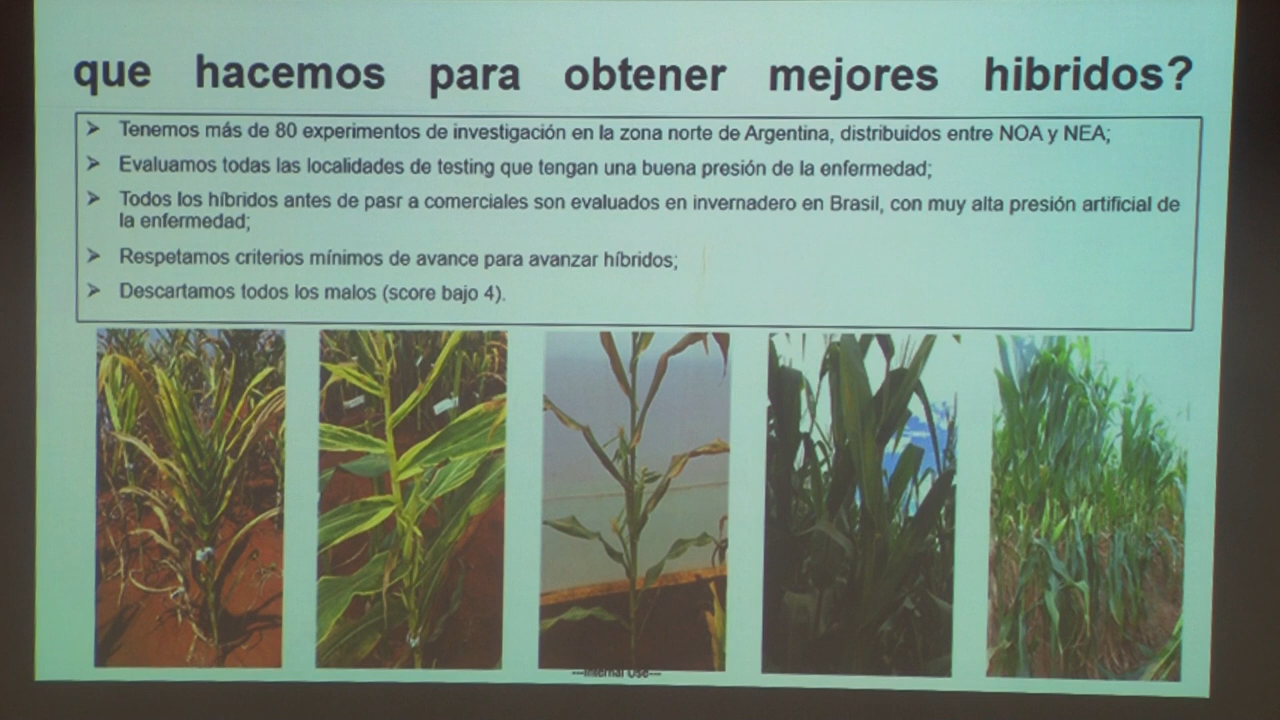 que hacemos para obtener mejores hibridos?
➢ Tenemos más de 80 experimentos de investigación en la zona norte de Argentina, distribuidos entre NOA y NEA;
➢ Evaluamos todas las localidades de testing que tengan una buena presión de la enfermedad;
➢ Todos los híbridos antes de pasr a comerciales son evaluados en invernadero en Brasil, con muy alta presión artificial de
la enfermedad;
➢ Respetamos criterios mínimos de avance para avanzar híbridos;
➢ Descartamos todos los malos (score bajo 4).
---Internal Use---